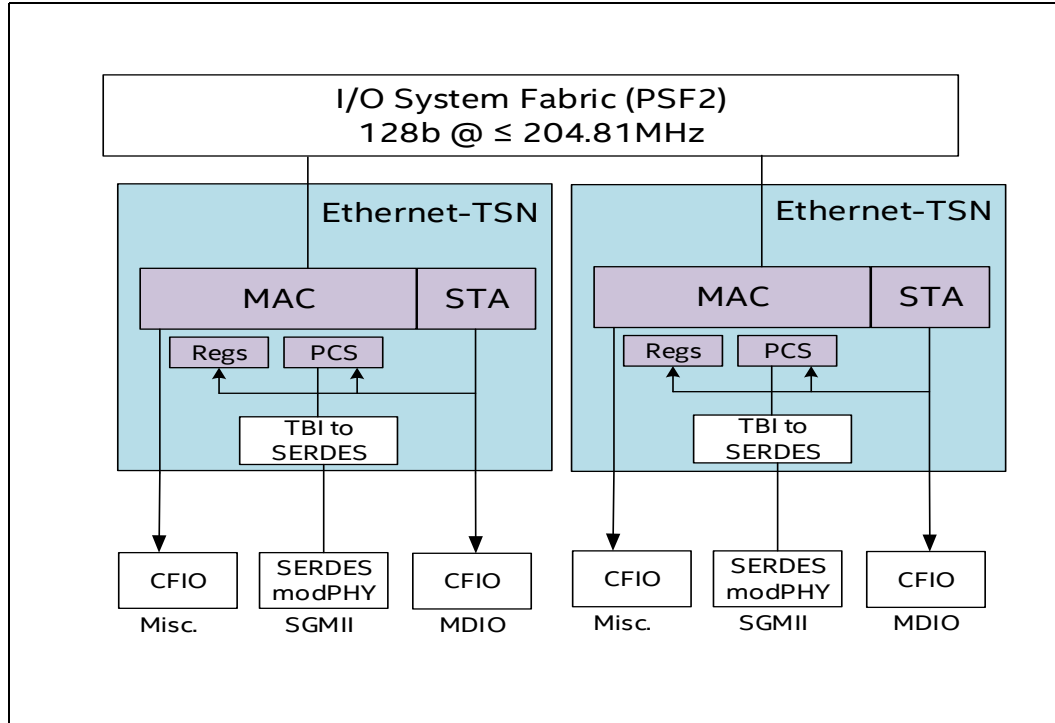 I/O System Fabric (PSF2)
128b @ ≤ 204.81MHz
Ethernet-TSN
MAC
STA
Regs
PCS
TBI to
SERDES
CFIO
SERDES
modPHY
CFIO
Misc.
SGMII
MDIO
Ethernet-TSN
MAC
STA
Regs
PCS
TBI to
SERDES
CFIO
SERDES
modPHY
CFIO
Misc.
SGMII
MDIO